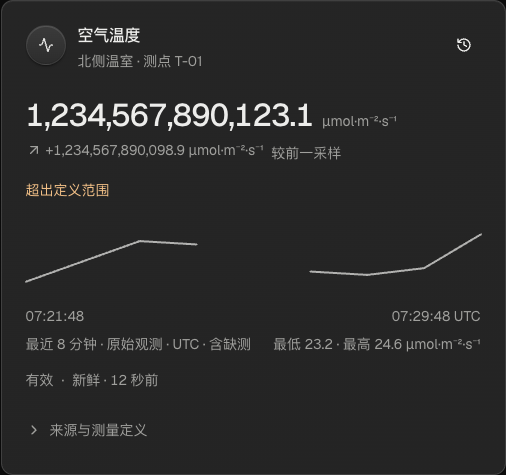 空气温度
北侧温室 · 测点 T-01
1,234,567,890,123.1 μmol·m⁻²·s⁻¹
+1,234,567,890,098.9 μmol·m⁻²·s⁻¹ 较前一采样
超出定义范围
07:21:48 07:29:48 UTC
最近 8 分钟 · 原始观测 · UTC · 含缺测 最低 23.2 · 最高 24.6 μmol·m⁻²·s⁻¹
有效 · 新鲜 · 12 秒前
来源与测量定义